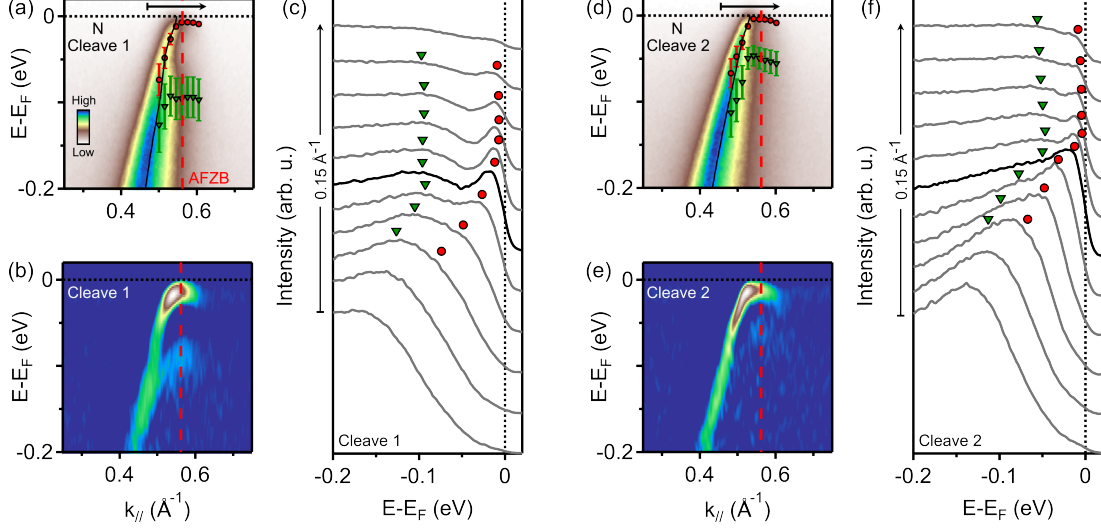 (a)
N
Cleave 1
High
Low
AFZB
E-E_F (eV)
0
-0.2
0.4
0.6
(b)
Cleave 1
E-E_F (eV)
0
-0.2
0.4
0.6
k_// (Å^-1)
(c)
Intensity (arb. u.)
0.15 Å^-1
Cleave 1
-0.2
-0.1
0
E-E_F (eV)
(d)
N
Cleave 2
E-E_F (eV)
0
-0.2
0.4
0.6
(e)
Cleave 2
E-E_F (eV)
0
-0.2
0.4
0.6
k_// (Å^-1)
(f)
Intensity (arb. u.)
0.15 Å^-1
Cleave 2
-0.2
-0.1
0
E-E_F (eV)